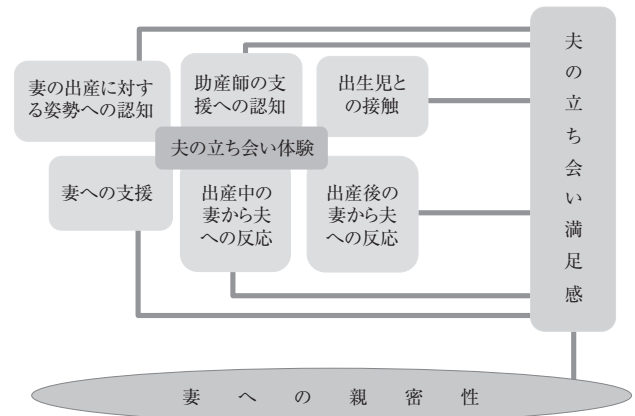 妻の出産に対す
る姿勢への認知
助産師の支
援への認知
出生児と
の接触
夫の立ち会い体験
妻への支援
出産中の
妻から夫
への反応
出産後の
妻から夫
への反応
夫の立ち会い満足感
妻への親密性